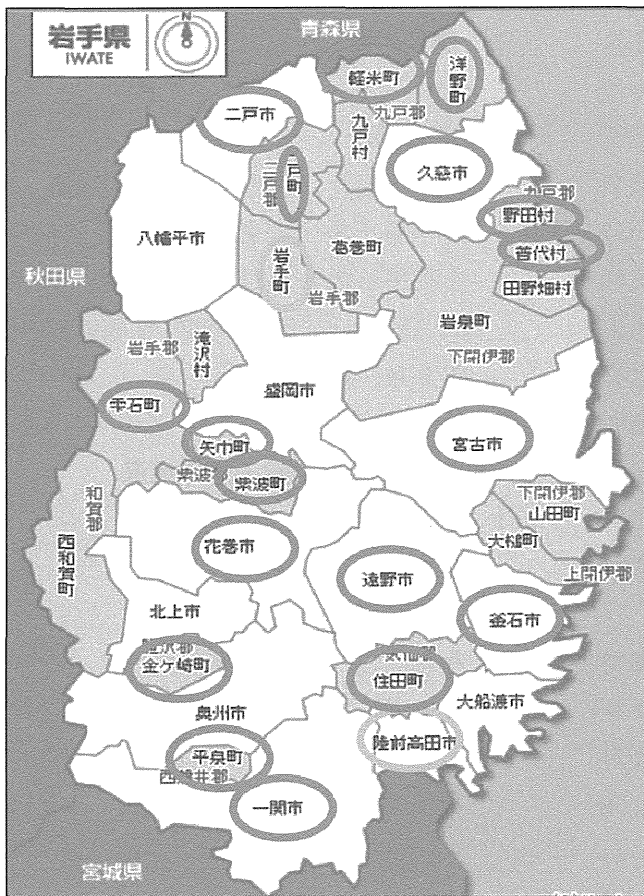 岩手県
IWATE
N
青森県
軽米町
洋野町
二戸市
九戸郡
九戸村
久慈市
二戸郡
一戸町
九戸郡
野田村
普代村
田野畑村
八幡平市
葛巻町
岩手町
岩手郡
岩泉町
下閉伊郡
秋田県
岩手郡
滝沢村
盛岡市
雫石町
矢巾町
宮古市
紫波
紫波町
下閉伊郡
山田町
大槌町
上閉伊郡
和賀郡
西和賀町
花巻市
遠野市
釜石市
北上市
胆沢郡
金ケ崎町
気仙郡
住田町
大船渡市
奥州市
陸前高田市
平泉町
西磐井郡
一関市
宮城県